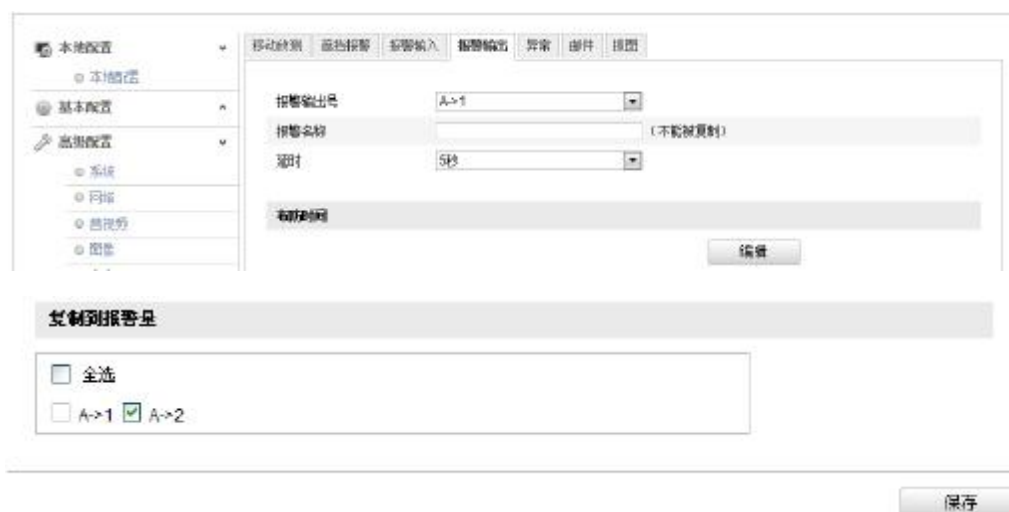 本地配置
本地配置
基本配置
高级配置
系统
网络
音视频
图像
移动侦测 遮挡报警 报警输入 报警输出 异常 邮件 抓图
报警输出号 A->1
报警名称 (不能被复制)
延时 5秒
布防时间
编辑
复制到报警量
全选
A->1 A->2
保存